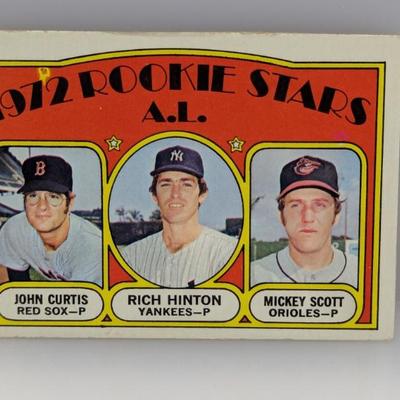 1972 ROOKIE STARS
A.L.
JOHN CURTIS
RED SOX—P
RICH HINTON
YANKEES—P
MICKEY SCOTT
ORIOLES—P